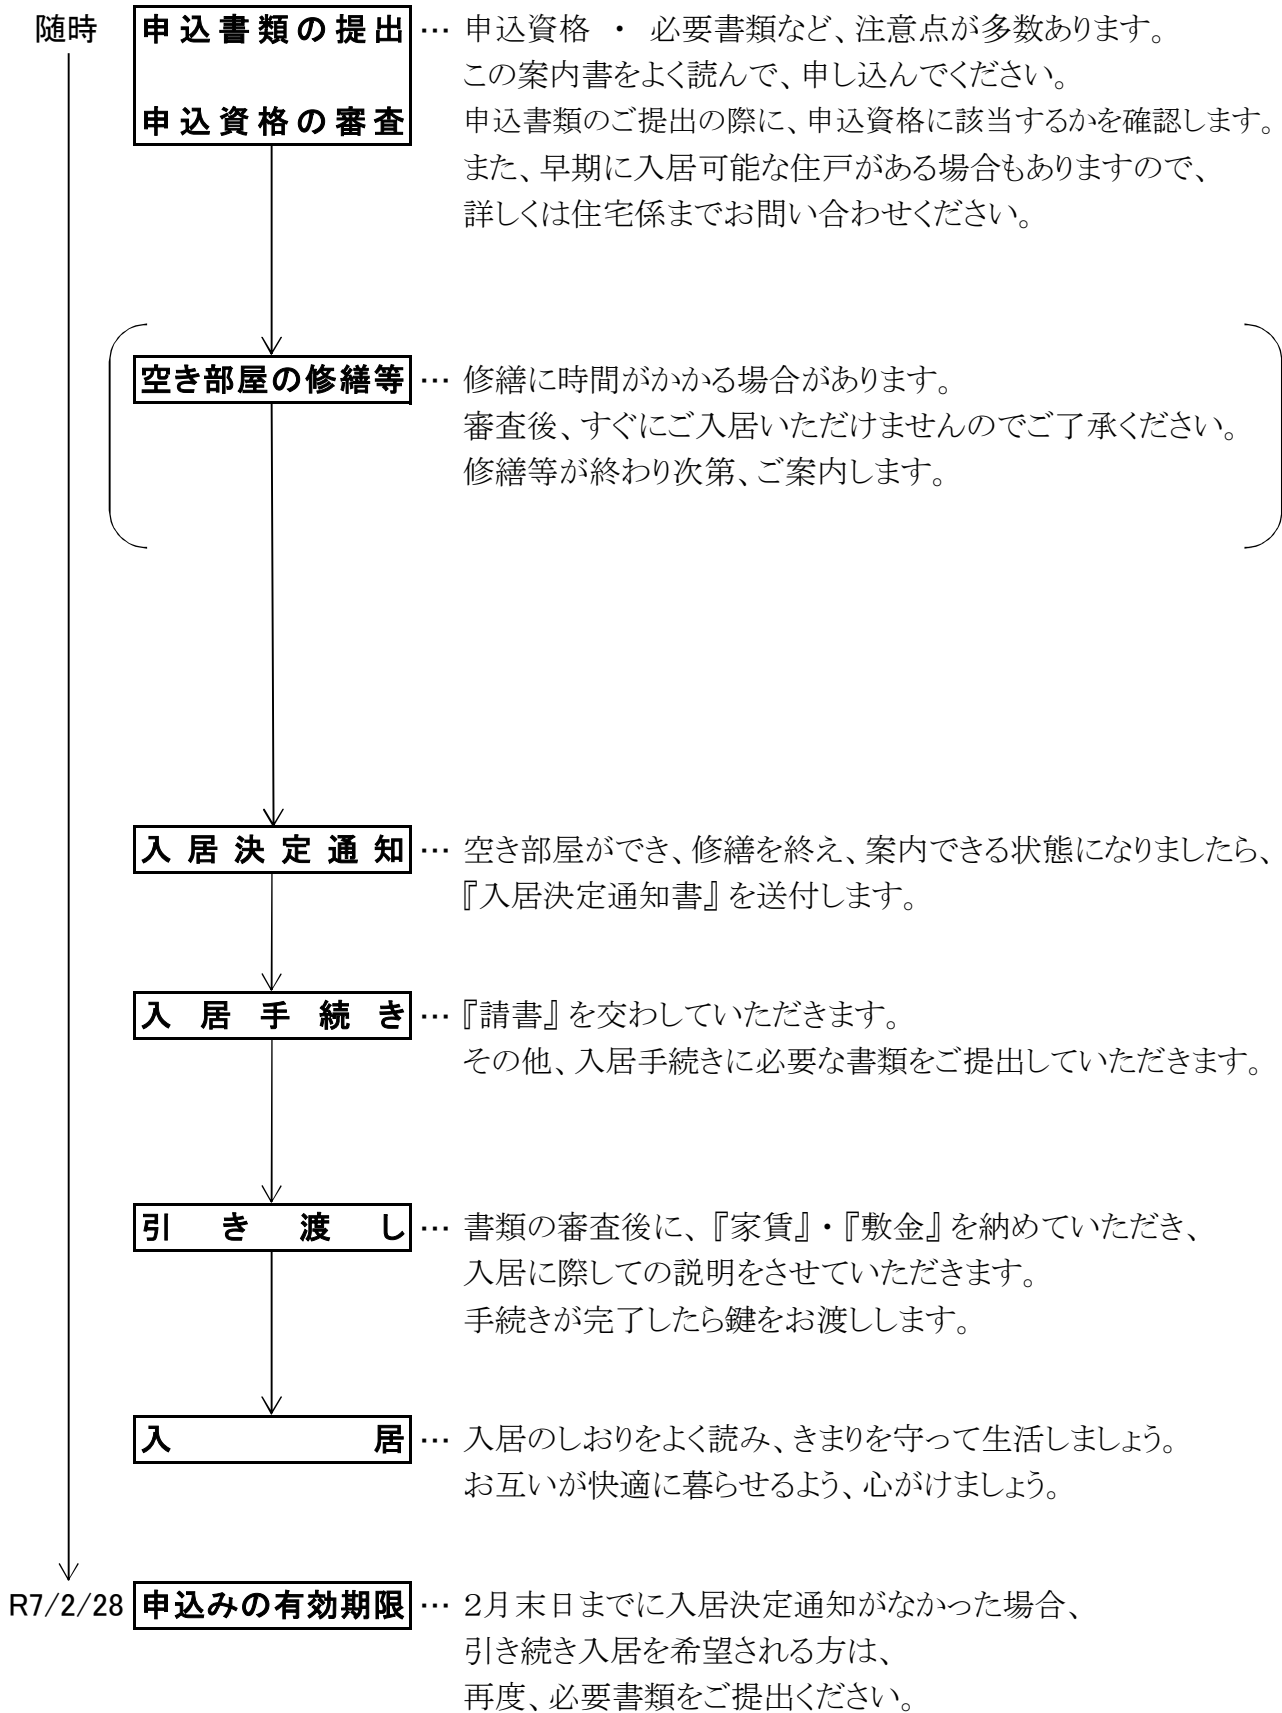 随時 申込書類の提出 … 申込資格 ・ 必要書類など、注意点が多数あります。
この案内書をよく読んで、申し込んでください。
申込資格の審査 申込書類のご提出の際に、申込資格に該当するかを確認します。
また、早期に入居可能な住戸がある場合もありますので、
詳しくは住宅係までお問い合わせください。
空き部屋の修繕等 … 修繕に時間がかかる場合があります。
審査後、すぐにご入居いただけませんのでご了承ください。
修繕等が終わり次第、ご案内します。
入居決定通知 … 空き部屋ができ、修繕を終え、案内できる状態になりましたら、
『入居決定通知書』を送付します。
入居手続き … 『請書』を交わしていただきます。
その他、入居手続きに必要な書類をご提出していただきます。
引き渡し … 書類の審査後に、『家賃』・『敷金』を納めていただき、
入居に際しての説明をさせていただきます。
手続きが完了したら鍵をお渡しします。
入居 … 入居のしおりをよく読み、きまりを守って生活しましょう。
お互いが快適に暮らせるよう、心がけましょう。
R7/2/28 申込みの有効期限 … 2月末日までに入居決定通知がなかった場合、
引き続き入居を希望される方は、
再度、必要書類をご提出ください。